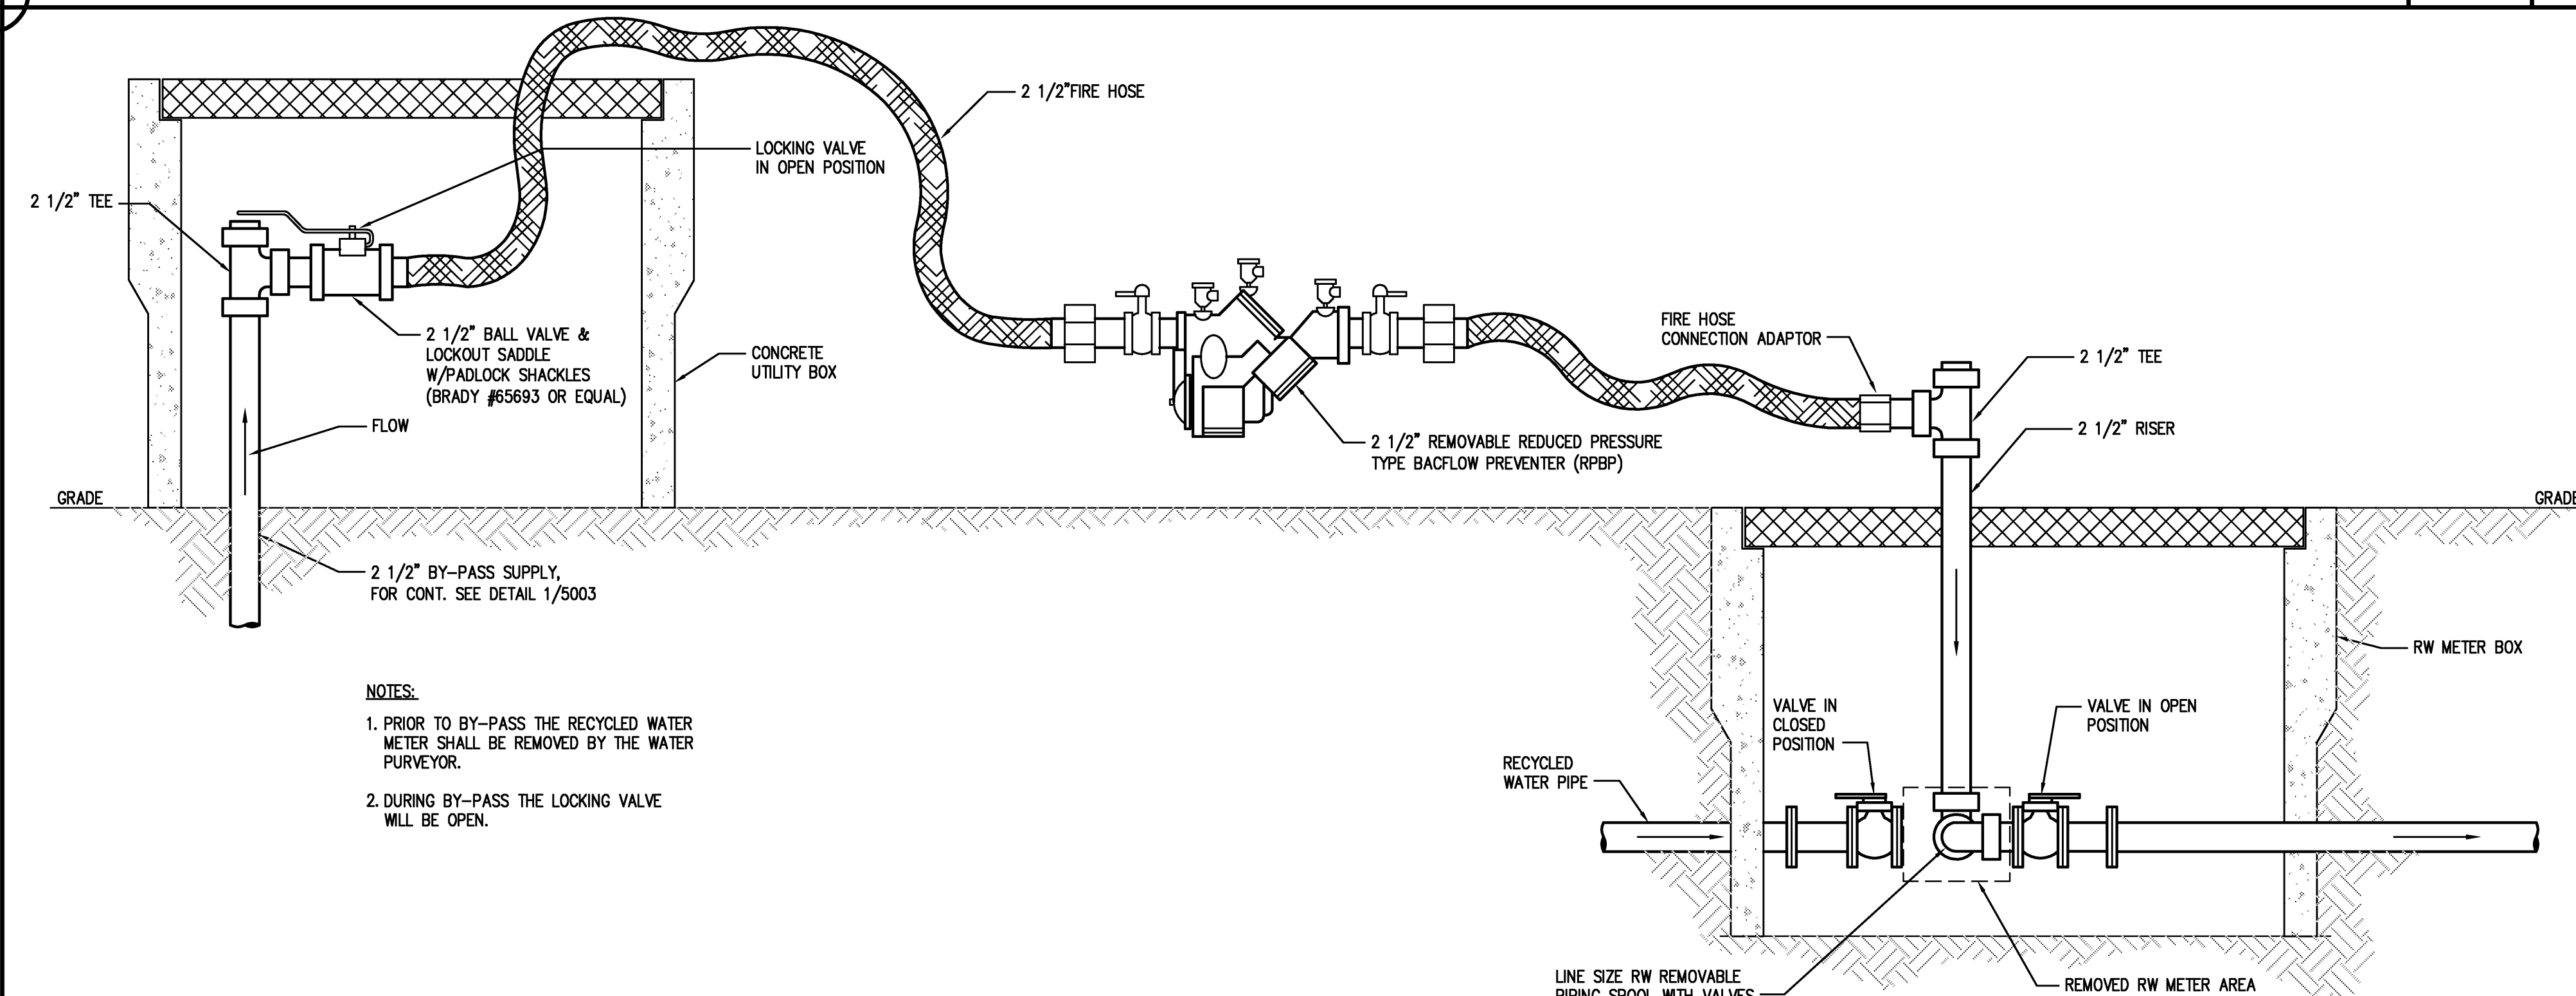 2 1/2"FIRE HOSE
LOCKING VALVE
IN OPEN POSITION
2 1/2" TEE
2 1/2" BALL VALVE &
LOCKOUT SADDLE
W/PADLOCK SHACKLES
(BRADY #65693 OR EQUAL)
CONCRETE
UTILITY BOX
FLOW
FIRE HOSE
CONNECTION ADAPTOR
2 1/2" TEE
2 1/2" RISER
2 1/2" REMOVABLE REDUCED PRESSURE
TYPE BACFLOW PREVENTER (RPBP)
GRADE
GRADE
2 1/2" BY-PASS SUPPLY,
FOR CONT. SEE DETAIL 1/5003
RW METER BOX
NOTES:
1. PRIOR TO BY-PASS THE RECYCLED WATER
METER SHALL BE REMOVED BY THE WATER
PURVEYOR.
2. DURING BY-PASS THE LOCKING VALVE
WILL BE OPEN.
VALVE IN
CLOSED
POSITION
VALVE IN OPEN
POSITION
RECYCLED
WATER PIPE
LINE SIZE RW REMOVABLE
PIPING SPOOL WITH VALVES
REMOVED RW METER AREA